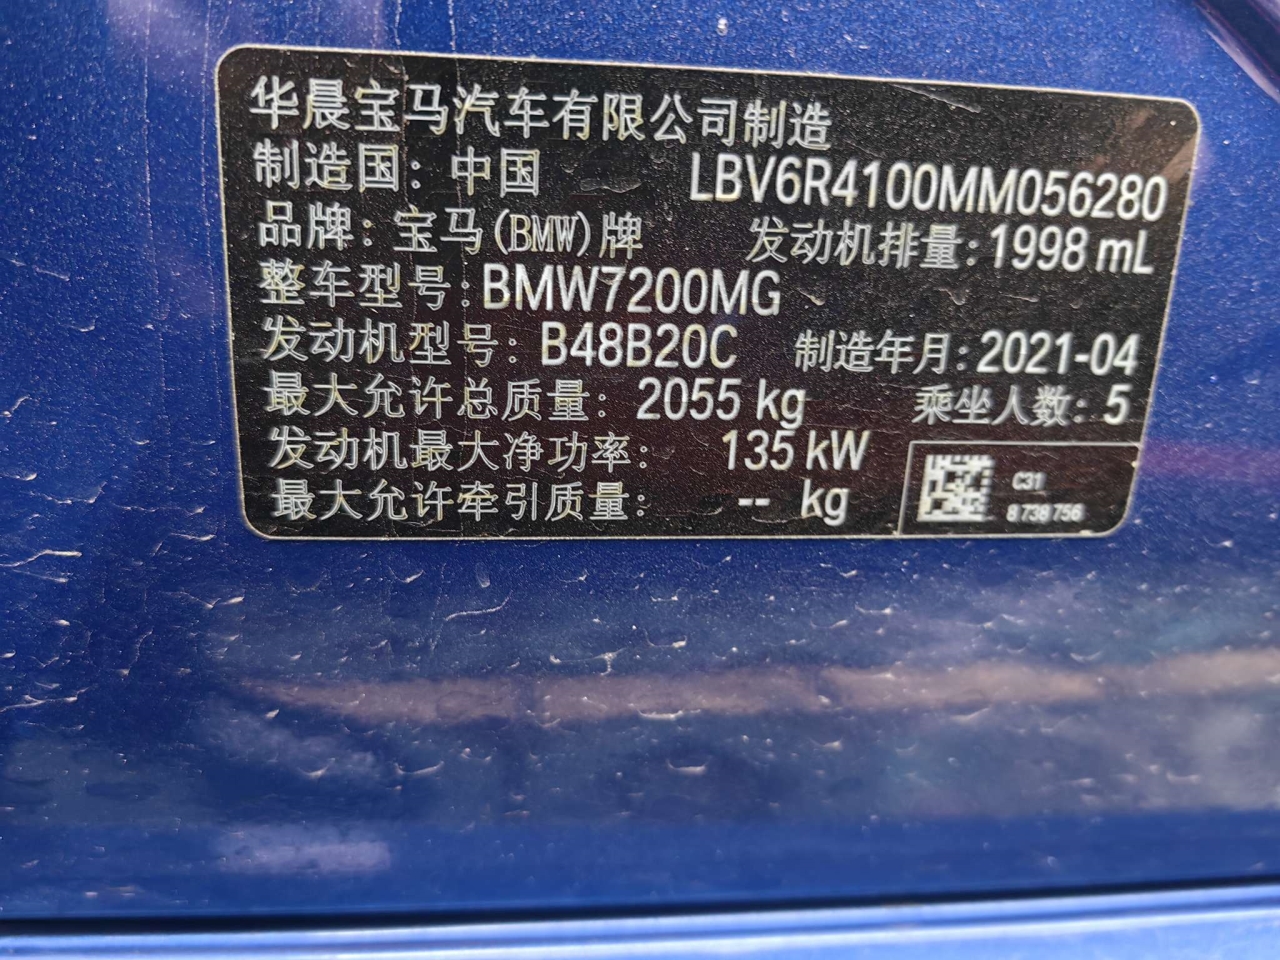 华晨宝马汽车有限公司制造
制造国：中国 LBV6R4100MM056280
品牌：宝马(BMW)牌 发动机排量：1998 mL
整车型号：BMW7200MG
发动机型号：B48B20C 制造年月：2021-04
最大允许总质量：2055 kg 乘坐人数：5
发动机最大净功率：135 kW
最大允许牵引质量：-- kg
C31
8 738 756